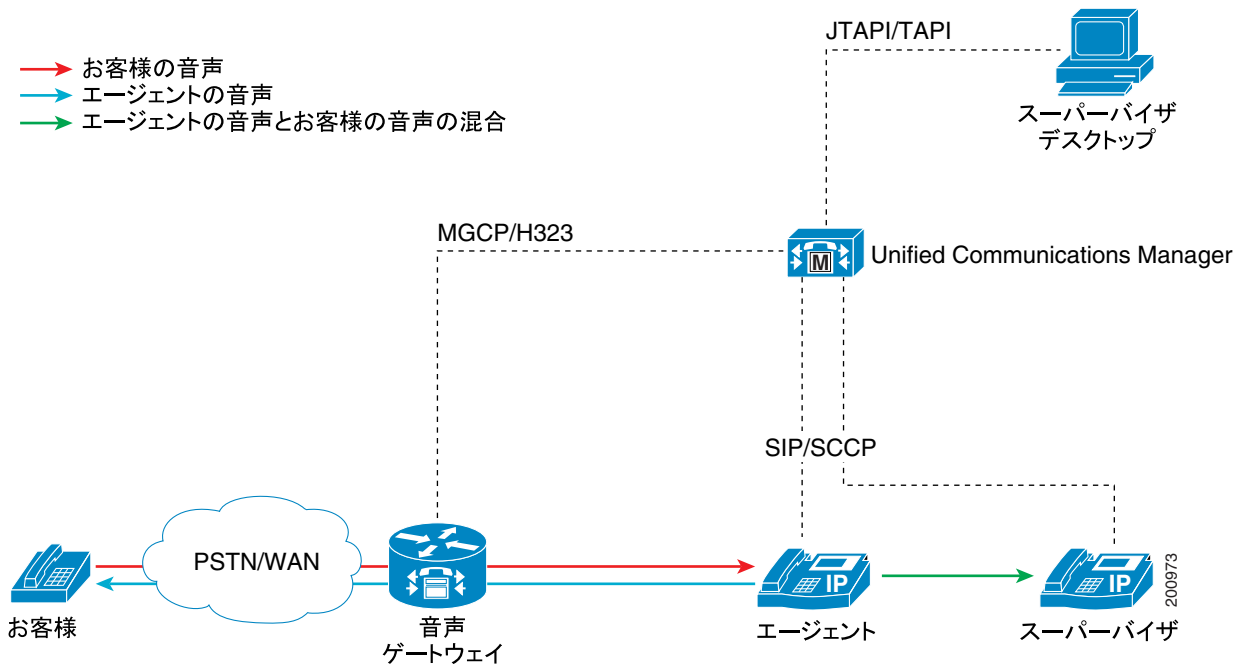 JTAPI/TAPI
お客様の音声
エージェントの音声
エージェントの音声とお客様の音声の混合
スーパーバイザ
デスクトップ
MGCP/H323
M
Unified Communications Manager
SIP/SCCP
PSTN/WAN
IP
IP
200973
お客様
音声
ゲートウェイ
エージェント
スーパーバイザ